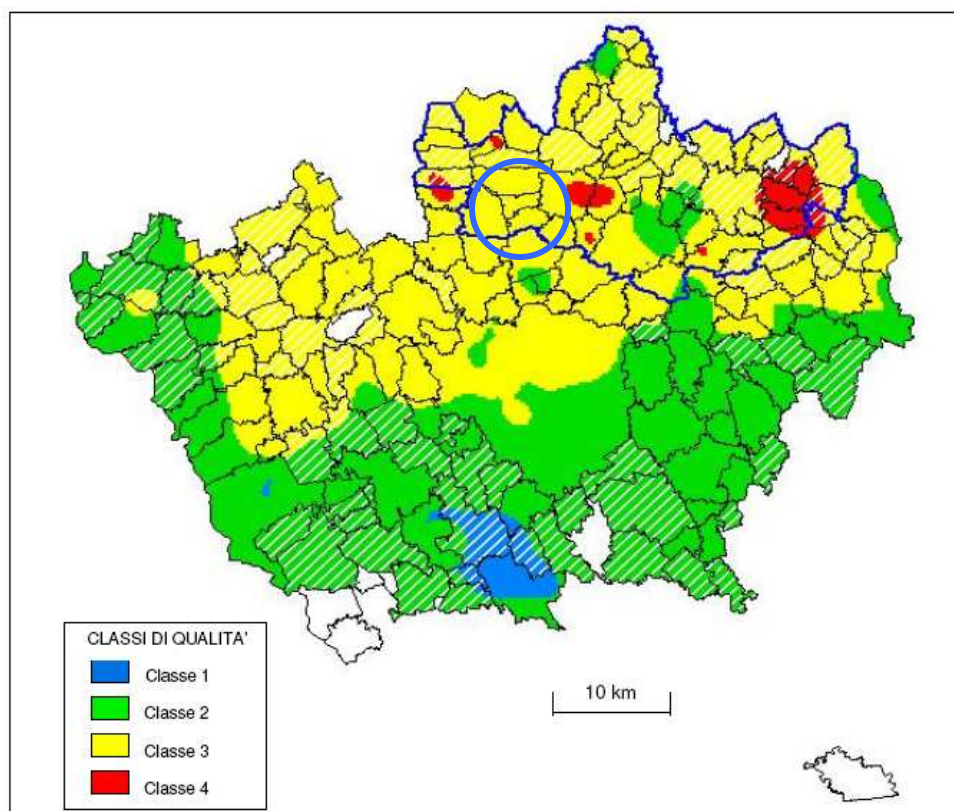 CLASSI DI QUALITA'
Classe 1
Classe 2
Classe 3
Classe 4
10 km